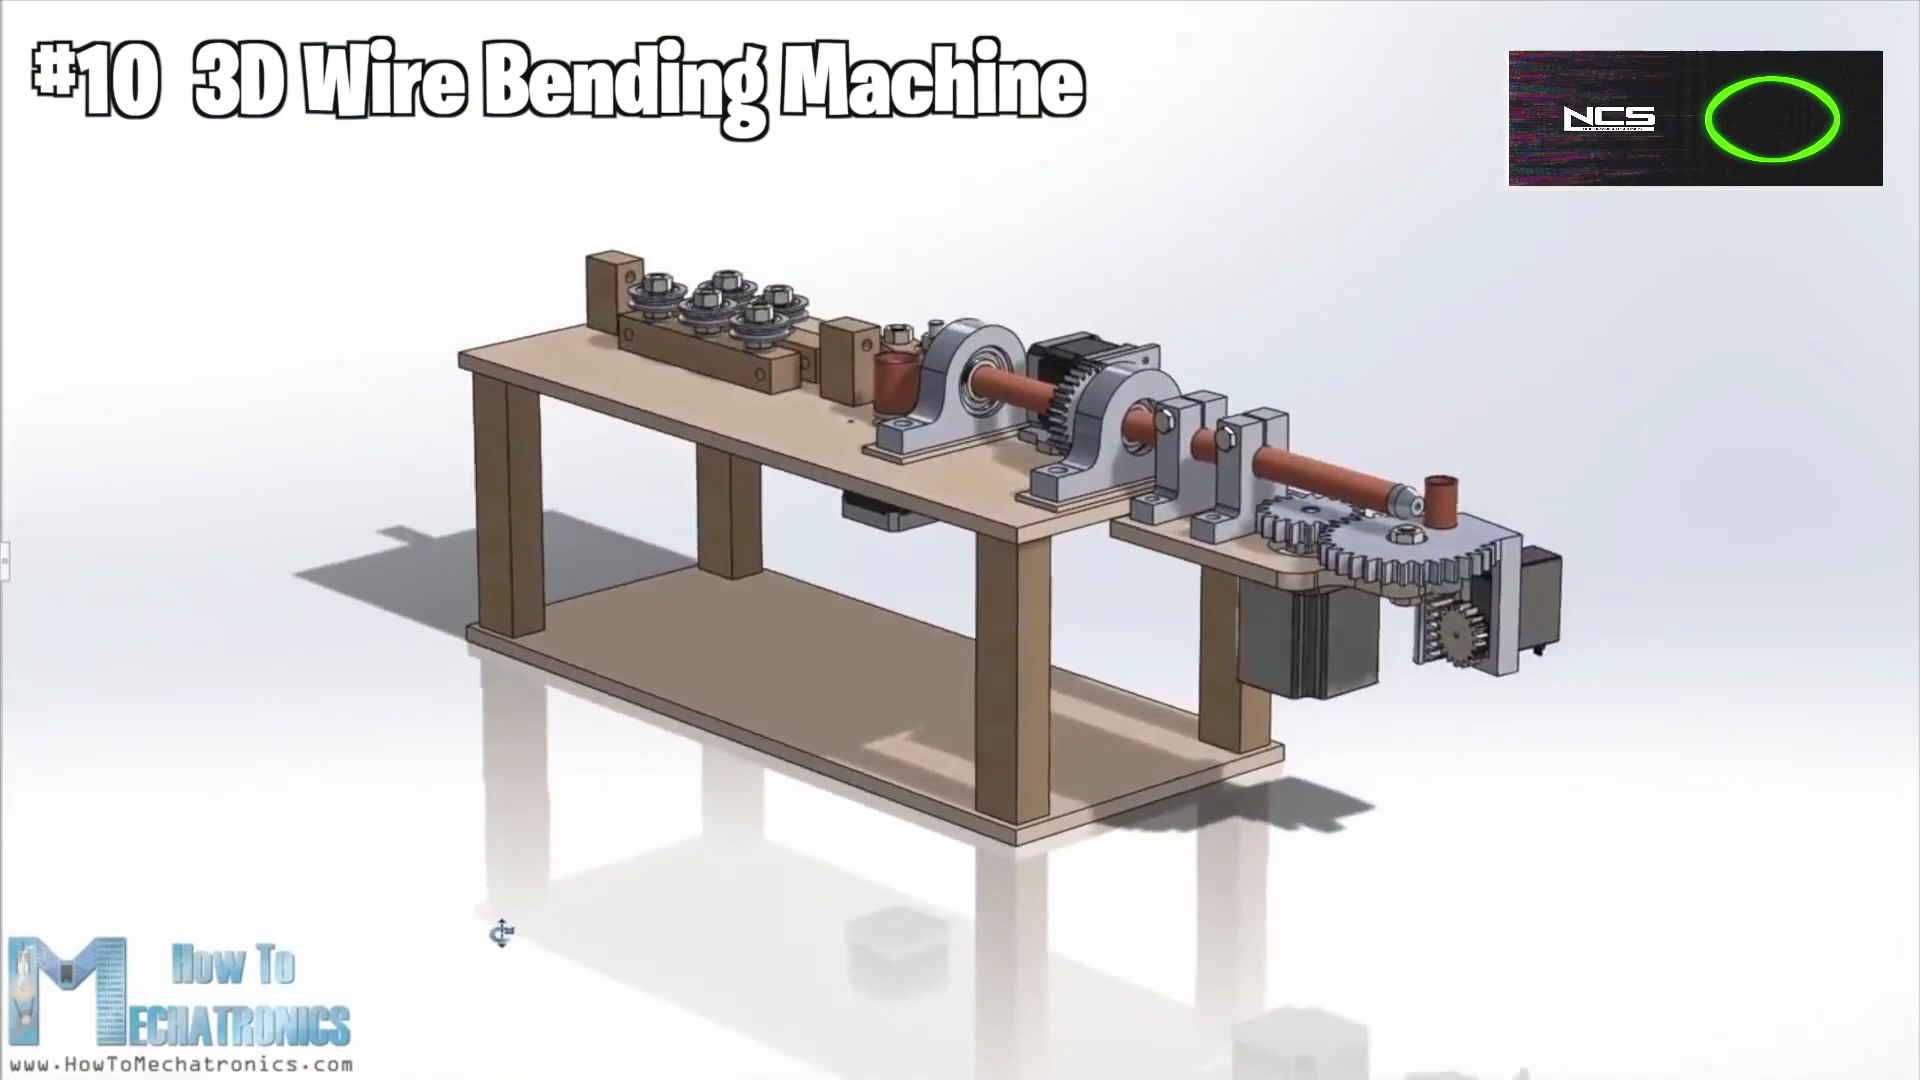 #10 3D Wire Bending Machine
NCS
How To
Mechatronics
www.HowToMechatronics.com